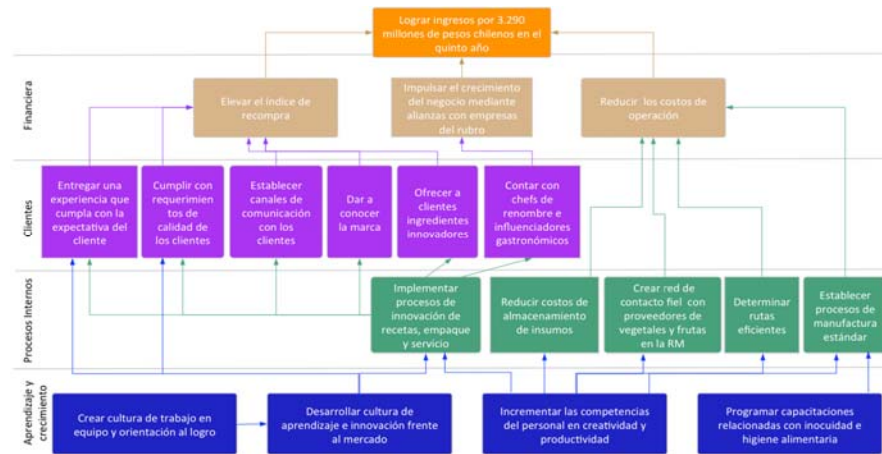 Lograr ingresos por 3.290
millones de pesos chilenos en el
quinto año
Financiera
Elevar el índice de
recompra
Impulsar el crecimiento
del negocio mediante
alianzas con empresas
del rubro
Reducir los costos de
operación
Clientes
Entregar una
experiencia que
cumpla con la
expectativa del
cliente
Cumplir con
requerimien
tos de
calidad de
los clientes
Establecer
canales de
comunicación
con los
clientes
Dar a
conocer
la marca
Ofrecer a
clientes
ingredientes
innovadores
Contar con
chefs de
renombre e
influenciadores
gastronómicos
Procesos Internos
Implementar
procesos de
innovación de
recetas, empaque
y servicio
Reducir costos de
almacenamiento
de insumos
Crear red de
contacto fiel con
proveedores de
vegetales y frutas
en la RM
Determinar
rutas
eficientes
Establecer
procesos de
manufactura
estándar
Aprendizaje y
crecimiento
Crear cultura de trabajo en
equipo y orientación al logro
Desarrollar cultura de
aprendizaje e innovación frente
al mercado
Incrementar las competencias
del personal en creatividad y
productividad
Programar capacitaciones
relacionadas con inocuidad e
higiene alimentaria